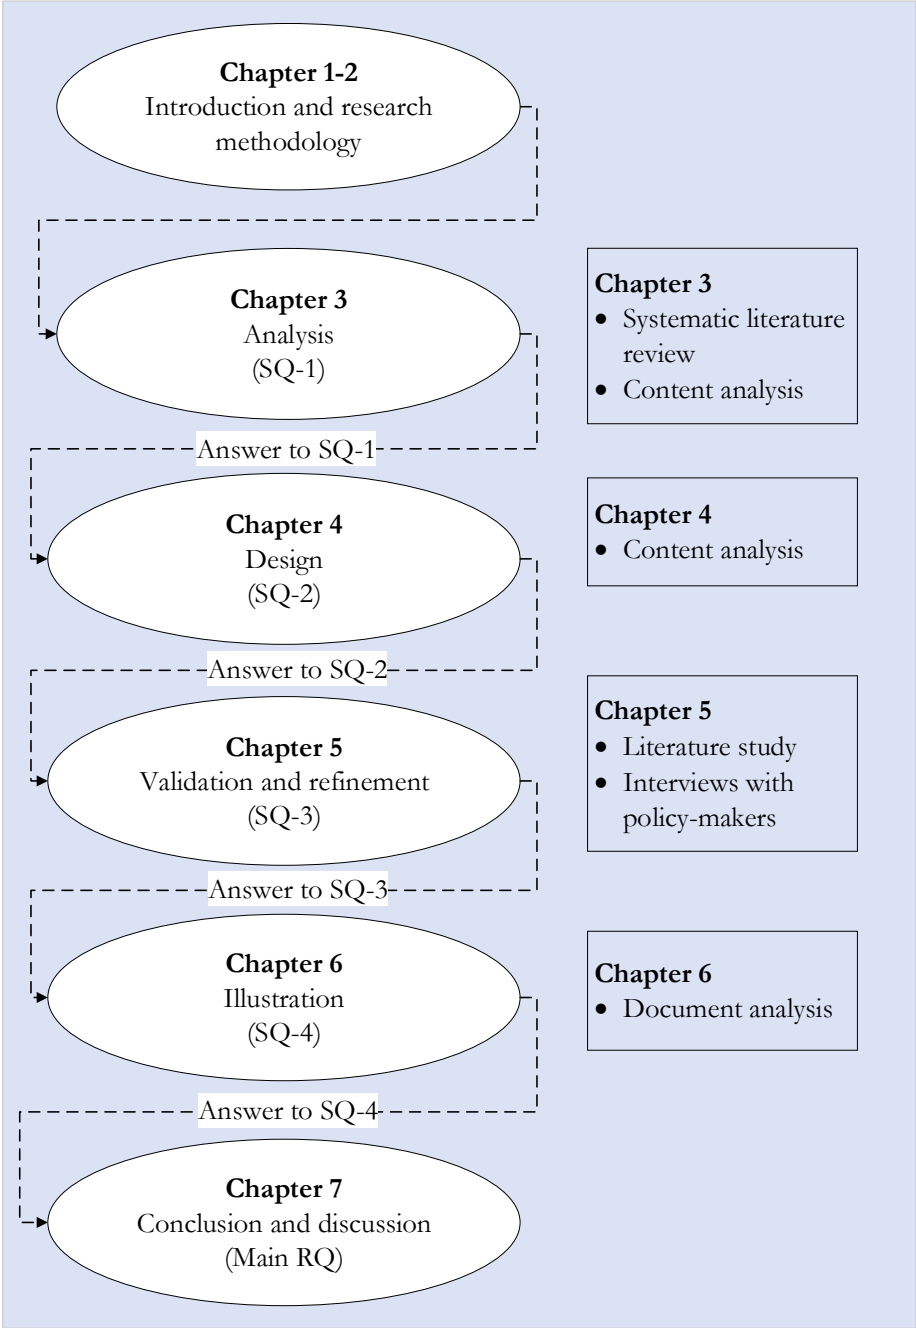 Chapter 1-2
Introduction and research
methodology
Chapter 3
Analysis
(SQ-1)
Chapter 3
• Systematic literature
review
• Content analysis
Answer to SQ-1
Chapter 4
Design
(SQ-2)
Chapter 4
• Content analysis
Answer to SQ-2
Chapter 5
Validation and refinement
(SQ-3)
Chapter 5
• Literature study
• Interviews with
policy-makers
Answer to SQ-3
Chapter 6
Illustration
(SQ-4)
Chapter 6
• Document analysis
Answer to SQ-4
Chapter 7
Conclusion and discussion
(Main RQ)